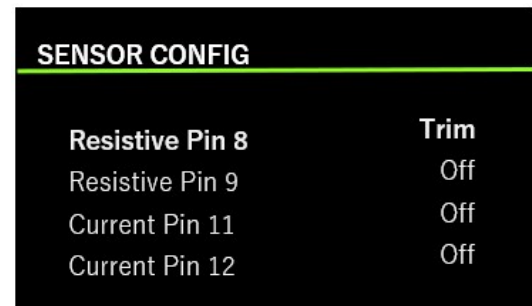 SENSOR CONFIG
Resistive Pin 8 Trim
Resistive Pin 9 Off
Current Pin 11 Off
Current Pin 12 Off